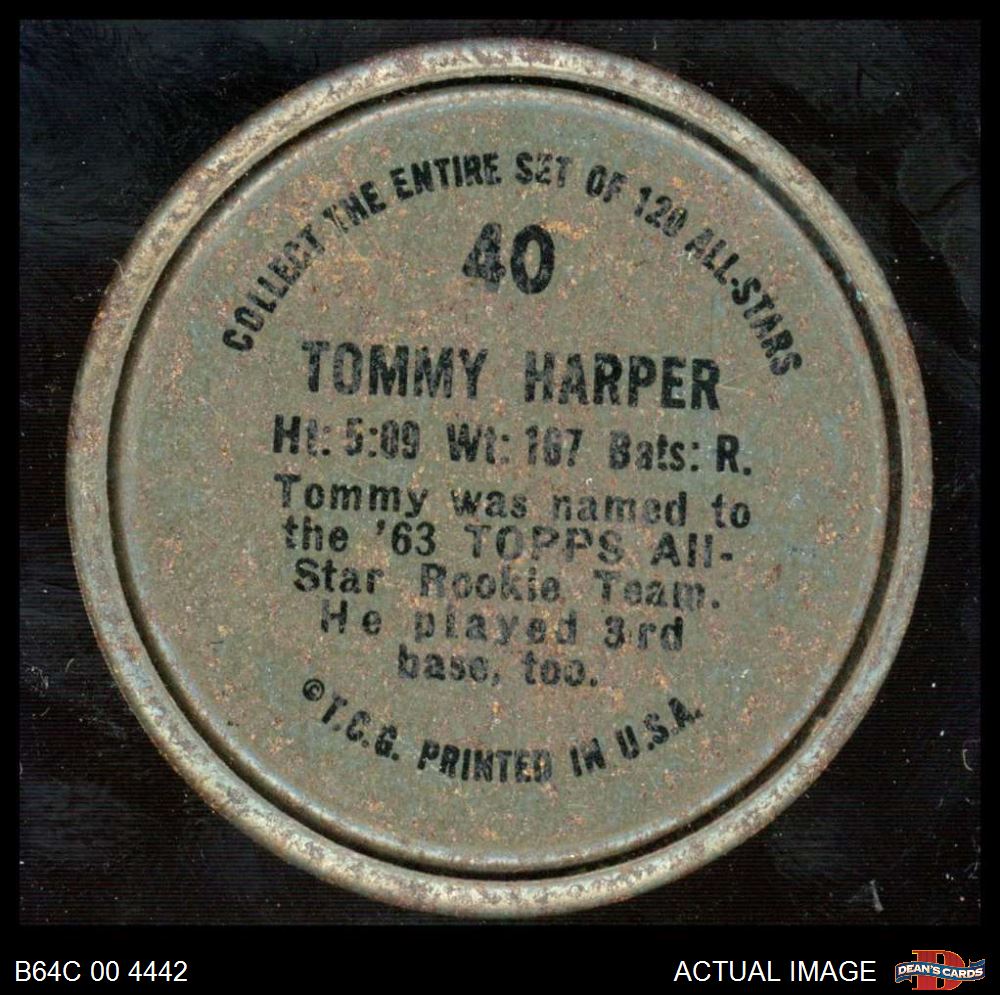 COLLECT THE ENTIRE SET OF 120 ALL-STARS
40
TOMMY HARPER
Ht: 5:09 Wt: 167 Bats: R.
Tommy was named to
the '63 TOPPS All-
Star Rookie Team.
He played 3rd
base, too.
©T.C.G. PRINTED IN U.S.A.
B64C 00 4442
ACTUAL IMAGE
DEAN'S CARDS